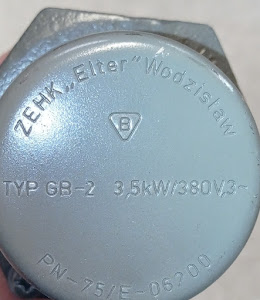 ZEHK „Elter" Wodzisław
B
TYP GB-2 3,5kW/380V,3~
PN-75/E-06200